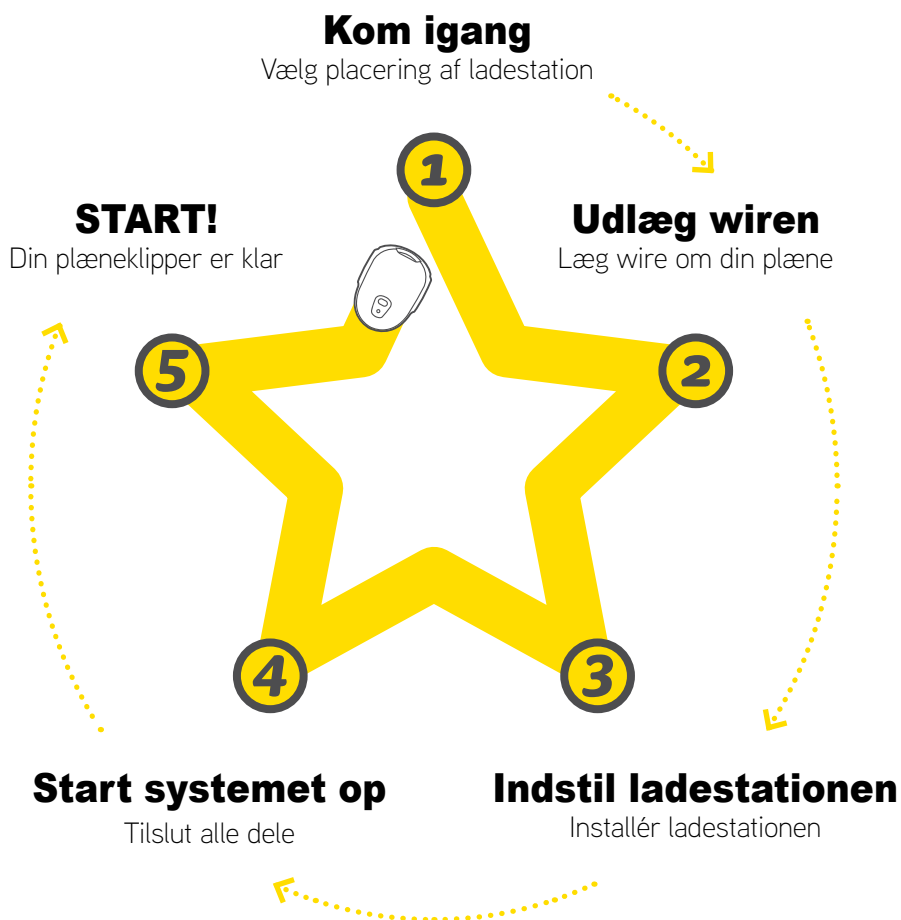 Kom igang
Vælg placering af ladestation
1
Udlæg wiren
Læg wire om din plæne
2
Indstil ladestationen
Installér ladestationen
3
Start systemet op
Tilslut alle dele
4
START!
Din plæneklipper er klar
5